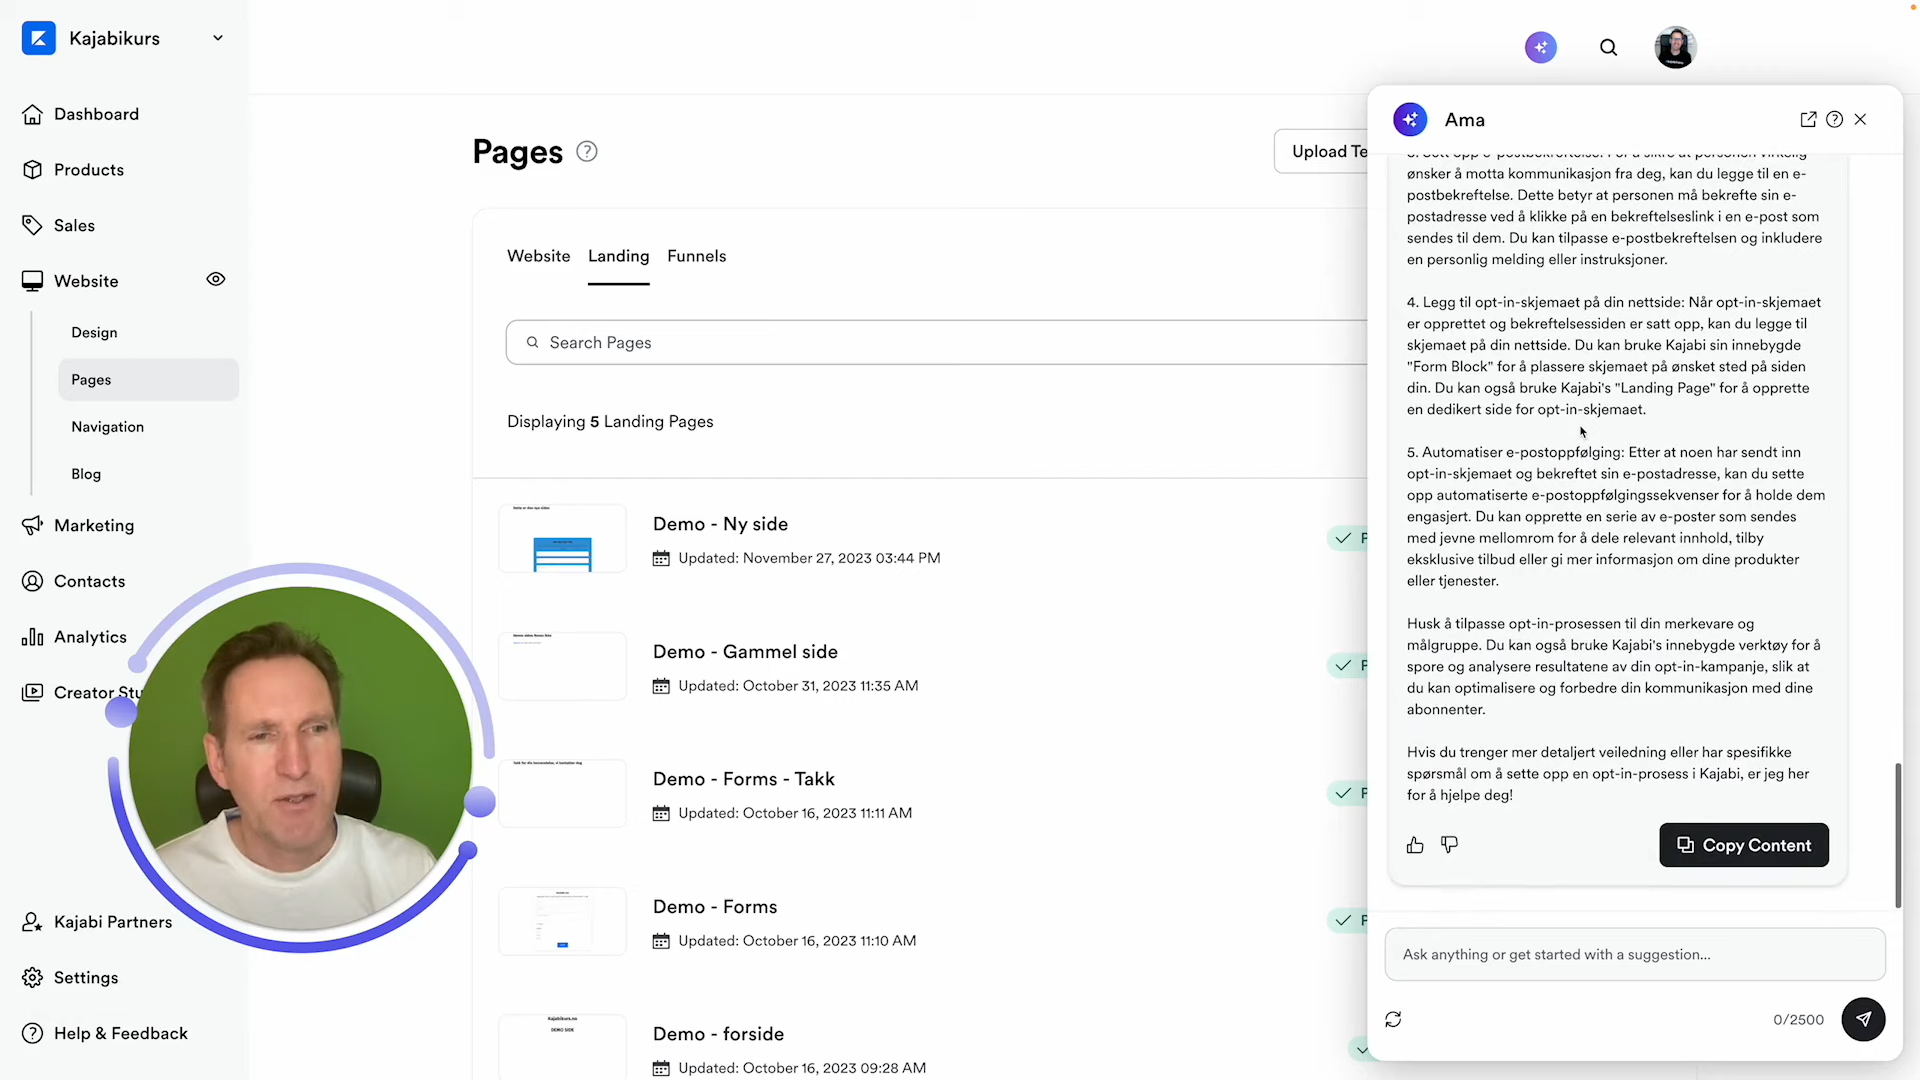 Kajabikurs
Dashboard
Products
Sales
Website
Design
Pages
Navigation
Blog
Marketing
Contacts
Analytics
Creator Stu
Kajabi Partners
Settings
Help & Feedback
Pages
Upload Te
Website Landing Funnels
Search Pages
Displaying 5 Landing Pages
Demo - Ny side
Updated: November 27, 2023 03:44 PM
Demo - Gammel side
Updated: October 31, 2023 11:35 AM
Demo - Forms - Takk
Updated: October 16, 2023 11:11 AM
Demo - Forms
Updated: October 16, 2023 11:10 AM
Kajabikurs.no
DEMO SIDE
Demo - forside
Updated: October 16, 2023 09:28 AM
Ama
ønsker å motta kommunikasjon fra deg, kan du legge til en e-
postbekreftelse. Dette betyr at personen må bekrefte sin e-
postadresse ved å klikke på en bekreftelseslink i en e-post som
sendes til dem. Du kan tilpasse e-postbekreftelsen og inkludere
en personlig melding eller instruksjoner.
4. Legg til opt-in-skjemaet på din nettside: Når opt-in-skjemaet
er opprettet og bekreftelsessiden er satt opp, kan du legge til
skjemaet på din nettside. Du kan bruke Kajabi sin innebygde
"Form Block" for å plassere skjemaet på ønsket sted på siden
din. Du kan også bruke Kajabi's "Landing Page" for å opprette
en dedikert side for opt-in-skjemaet.
5. Automatiser e-postoppfølging: Etter at noen har sendt inn
opt-in-skjemaet og bekreftet sin e-postadresse, kan du sette
opp automatiserte e-postoppfølgingssekvenser for å holde dem
engasjert. Du kan opprette en serie av e-poster som sendes
med jevne mellomrom for å dele relevant innhold, tilby
eksklusive tilbud eller gi mer informasjon om dine produkter
eller tjenester.
Husk å tilpasse opt-in-prosessen til din merkevare og
målgruppe. Du kan også bruke Kajabi's innebygde verktøy for å
spore og analysere resultatene av din opt-in-kampanje, slik at
du kan optimalisere og forbedre din kommunikasjon med dine
abonnenter.
Hvis du trenger mer detaljert veiledning eller har spesifikke
spørsmål om å sette opp en opt-in-prosess i Kajabi, er jeg her
for å hjelpe deg!
Copy Content
Ask anything or get started with a suggestion...
0/2500